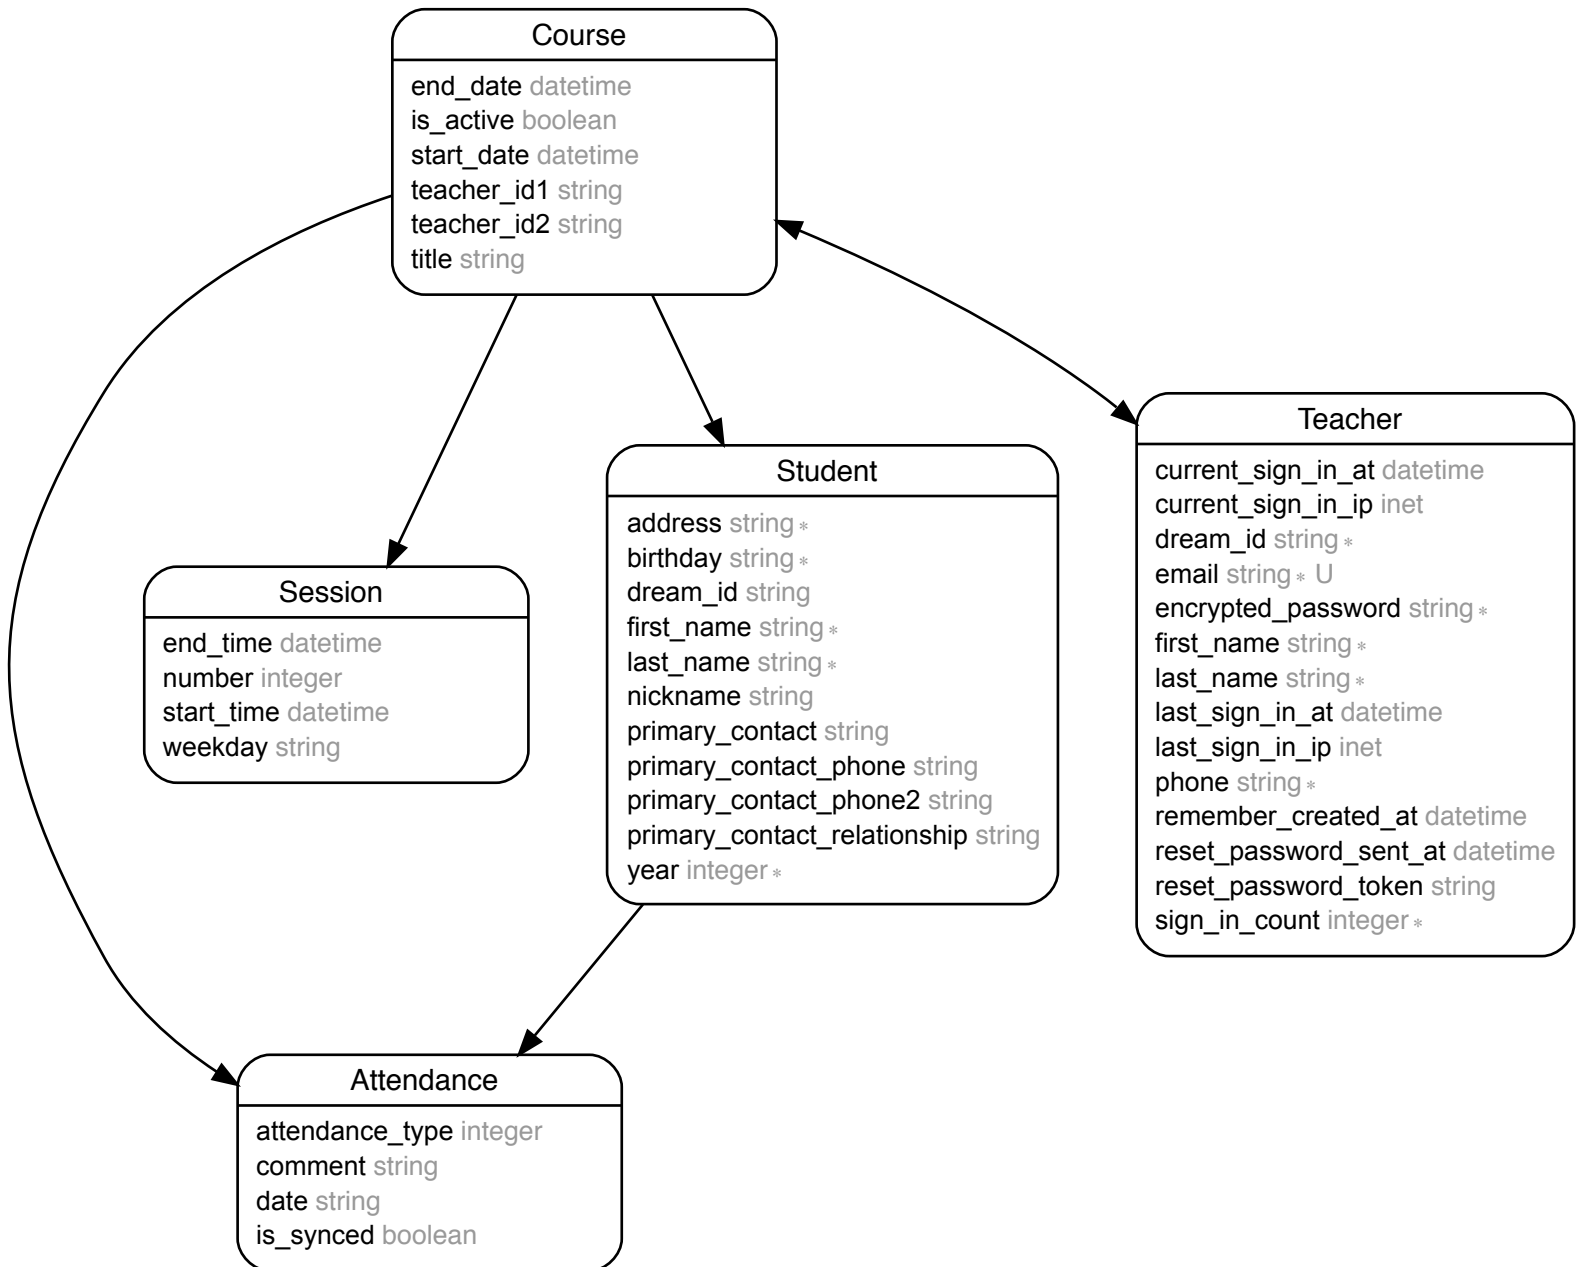 Course
end_date datetime
is_active boolean
start_date datetime
teacher_id1 string
teacher_id2 string
title string
Session
end_time datetime
number integer
start_time datetime
weekday string
Student
address string *
birthday string *
dream_id string
first_name string *
last_name string *
nickname string
primary_contact string
primary_contact_phone string
primary_contact_phone2 string
primary_contact_relationship string
year integer *
Teacher
current_sign_in_at datetime
current_sign_in_ip inet
dream_id string *
email string * U
encrypted_password string *
first_name string *
last_name string *
last_sign_in_at datetime
last_sign_in_ip inet
phone string *
remember_created_at datetime
reset_password_sent_at datetime
reset_password_token string
sign_in_count integer *
Attendance
attendance_type integer
comment string
date string
is_synced boolean